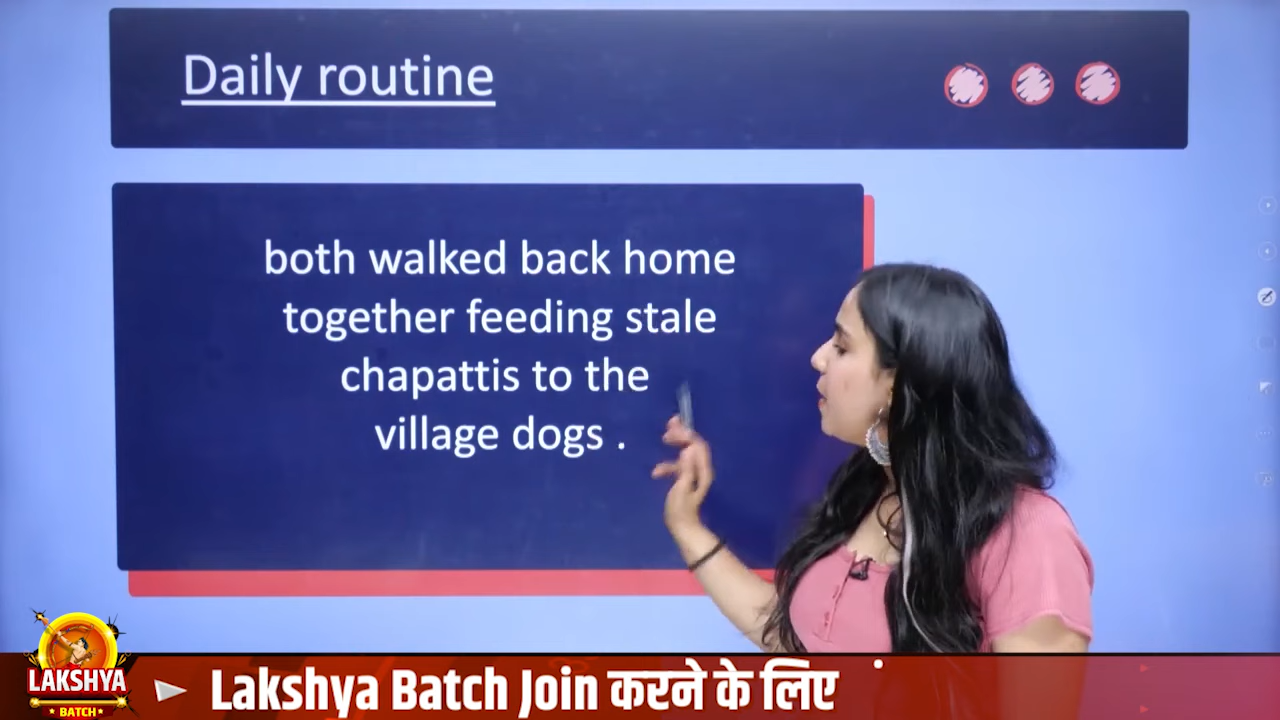 Daily routine
both walked back home
together feeding stale
chapattis to the
village dogs .
LAKSHYA
BATCH
Lakshya Batch Join करने के लिए